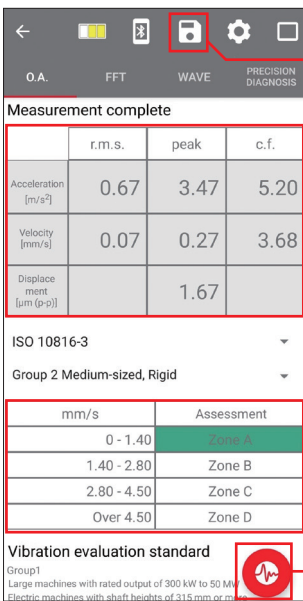 O.A. FFT WAVE PRECISION DIAGNOSIS
Measurement complete
r.m.s. peak c.f.
Acceleration [m/s²] 0.67 3.47 5.20
Velocity [mm/s] 0.07 0.27 3.68
Displace ment [µm (p-p)] 1.67
ISO 10816-3
Group 2 Medium-sized, Rigid
mm/s Assessment
0 - 1.40 Zone A
1.40 - 2.80 Zone B
2.80 - 4.50 Zone C
Over 4.50 Zone D
Vibration evaluation standard
Group1
Large machines with rated output of 300 kW to 50 MW
Electric machines with shaft heights of 315 mm or more